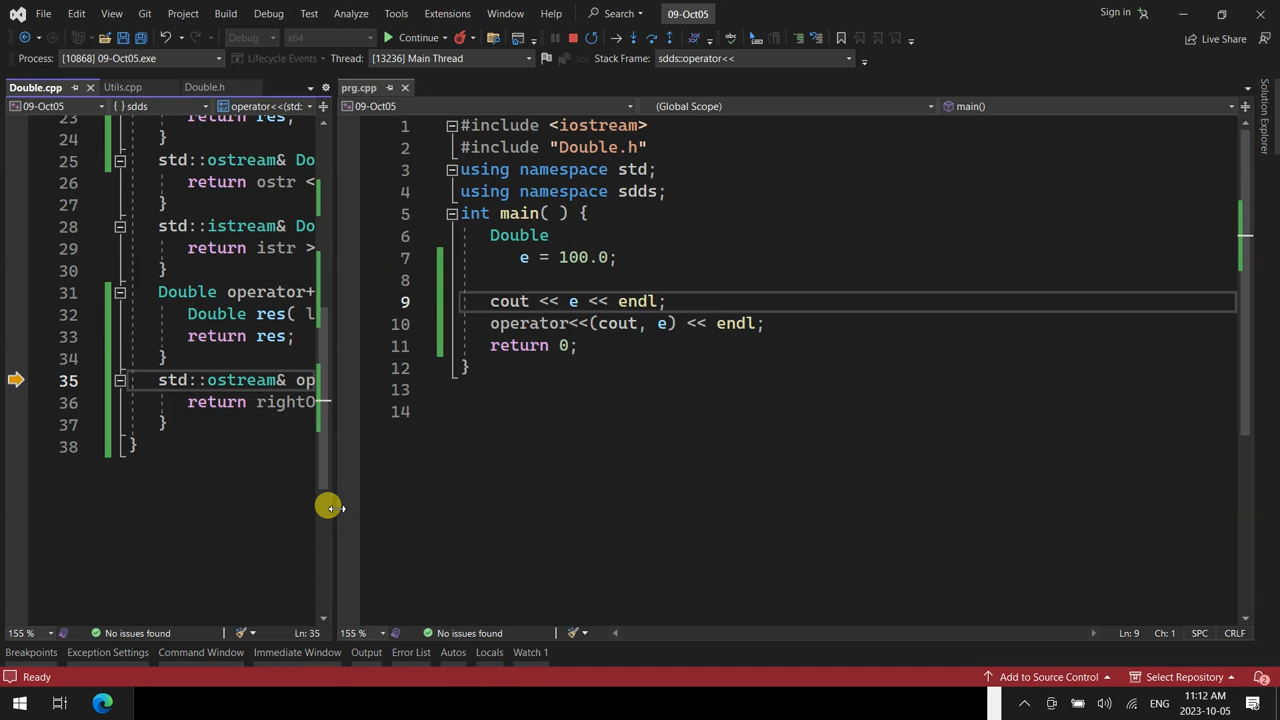 File Edit View Git Project Build Debug Test Analyze Tools Extensions Window Help Search 09-Oct05 Sign in
Debug x64 Continue Live Share
Process: [10868] 09-Oct05.exe Lifecycle Events Thread: [13236] Main Thread Stack Frame: sdds::operator<<
Double.cpp Utils.cpp Double.h
09-Oct05 sdds operator<<(std:
23 return res;
24 }
25 std::ostream& Do
26 return ostr <
27 }
28 std::istream& Do
29 return istr >
30 }
31 Double operator+
32 Double res( l
33 return res;
34 }
35 std::ostream& op
36 return rightO
37 }
38 }
155 % No issues found Ln: 35
prg.cpp
09-Oct05 (Global Scope) main()
1 #include <iostream>
2 #include "Double.h"
3 using namespace std;
4 using namespace sdds;
5 int main( ) {
6 Double
7 e = 100.0;
8
9 cout << e << endl;
10 operator<<(cout, e) << endl;
11 return 0;
12 }
13
14
155 % No issues found Ln: 9 Ch: 1 SPC CRLF
Solution Explorer
Breakpoints Exception Settings Command Window Immediate Window Output Error List Autos Locals Watch 1
Ready Add to Source Control Select Repository 2
ENG 11:12 AM
2023-10-05